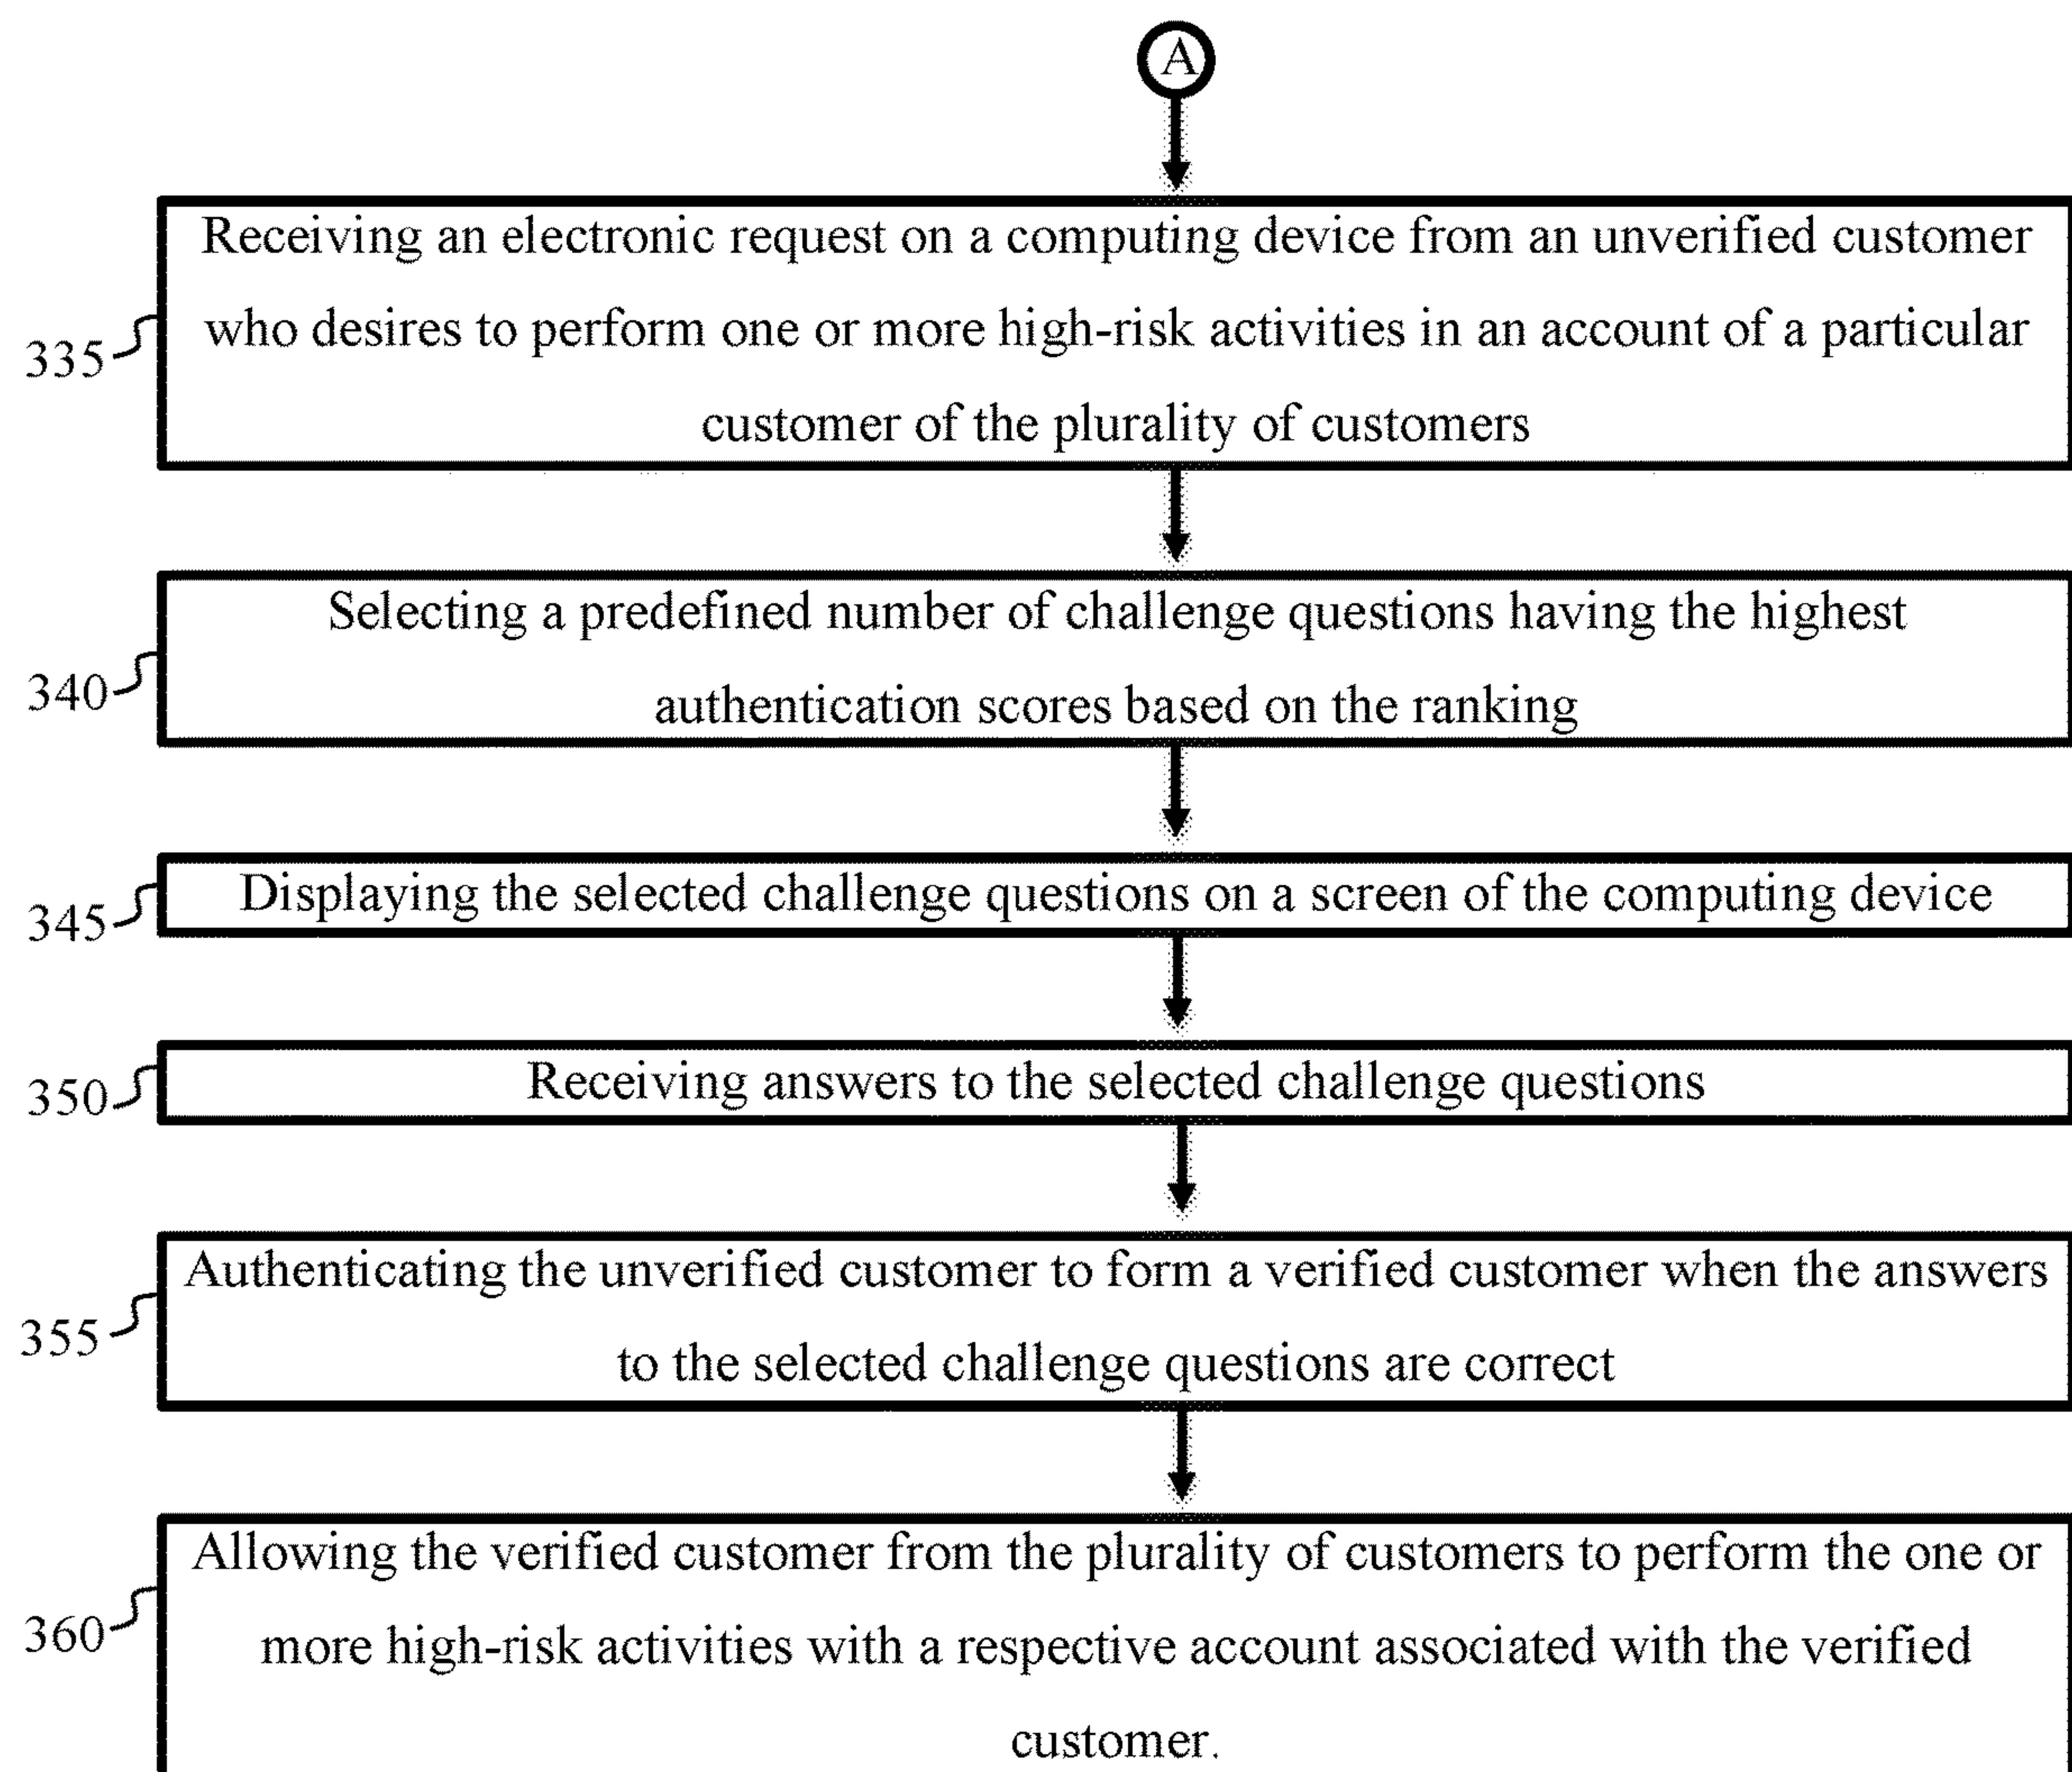 A
Receiving an electronic request on a computing device from an unverified customer
who desires to perform one or more high-risk activities in an account of a particular
customer of the plurality of customers
335
Selecting a predefined number of challenge questions having the highest
authentication scores based on the ranking
340
Displaying the selected challenge questions on a screen of the computing device
345
Receiving answers to the selected challenge questions
350
Authenticating the unverified customer to form a verified customer when the answers
to the selected challenge questions are correct
355
Allowing the verified customer from the plurality of customers to perform the one or
more high-risk activities with a respective account associated with the verified
customer.
360